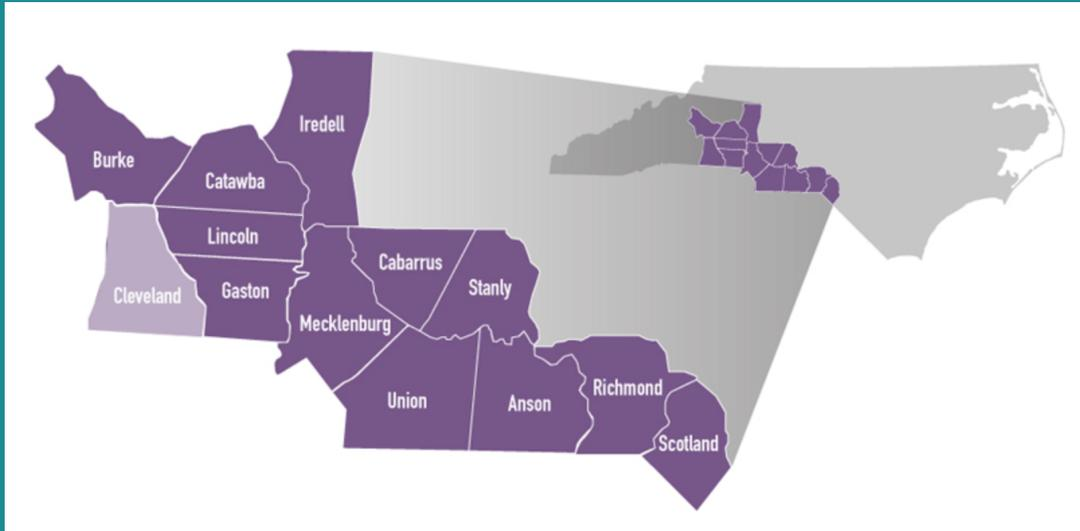 Iredell
Burke
Catawba
Lincoln
Cabarrus
Gaston
Stanly
Cleveland
Mecklenburg
Richmond
Union
Anson
Scotland